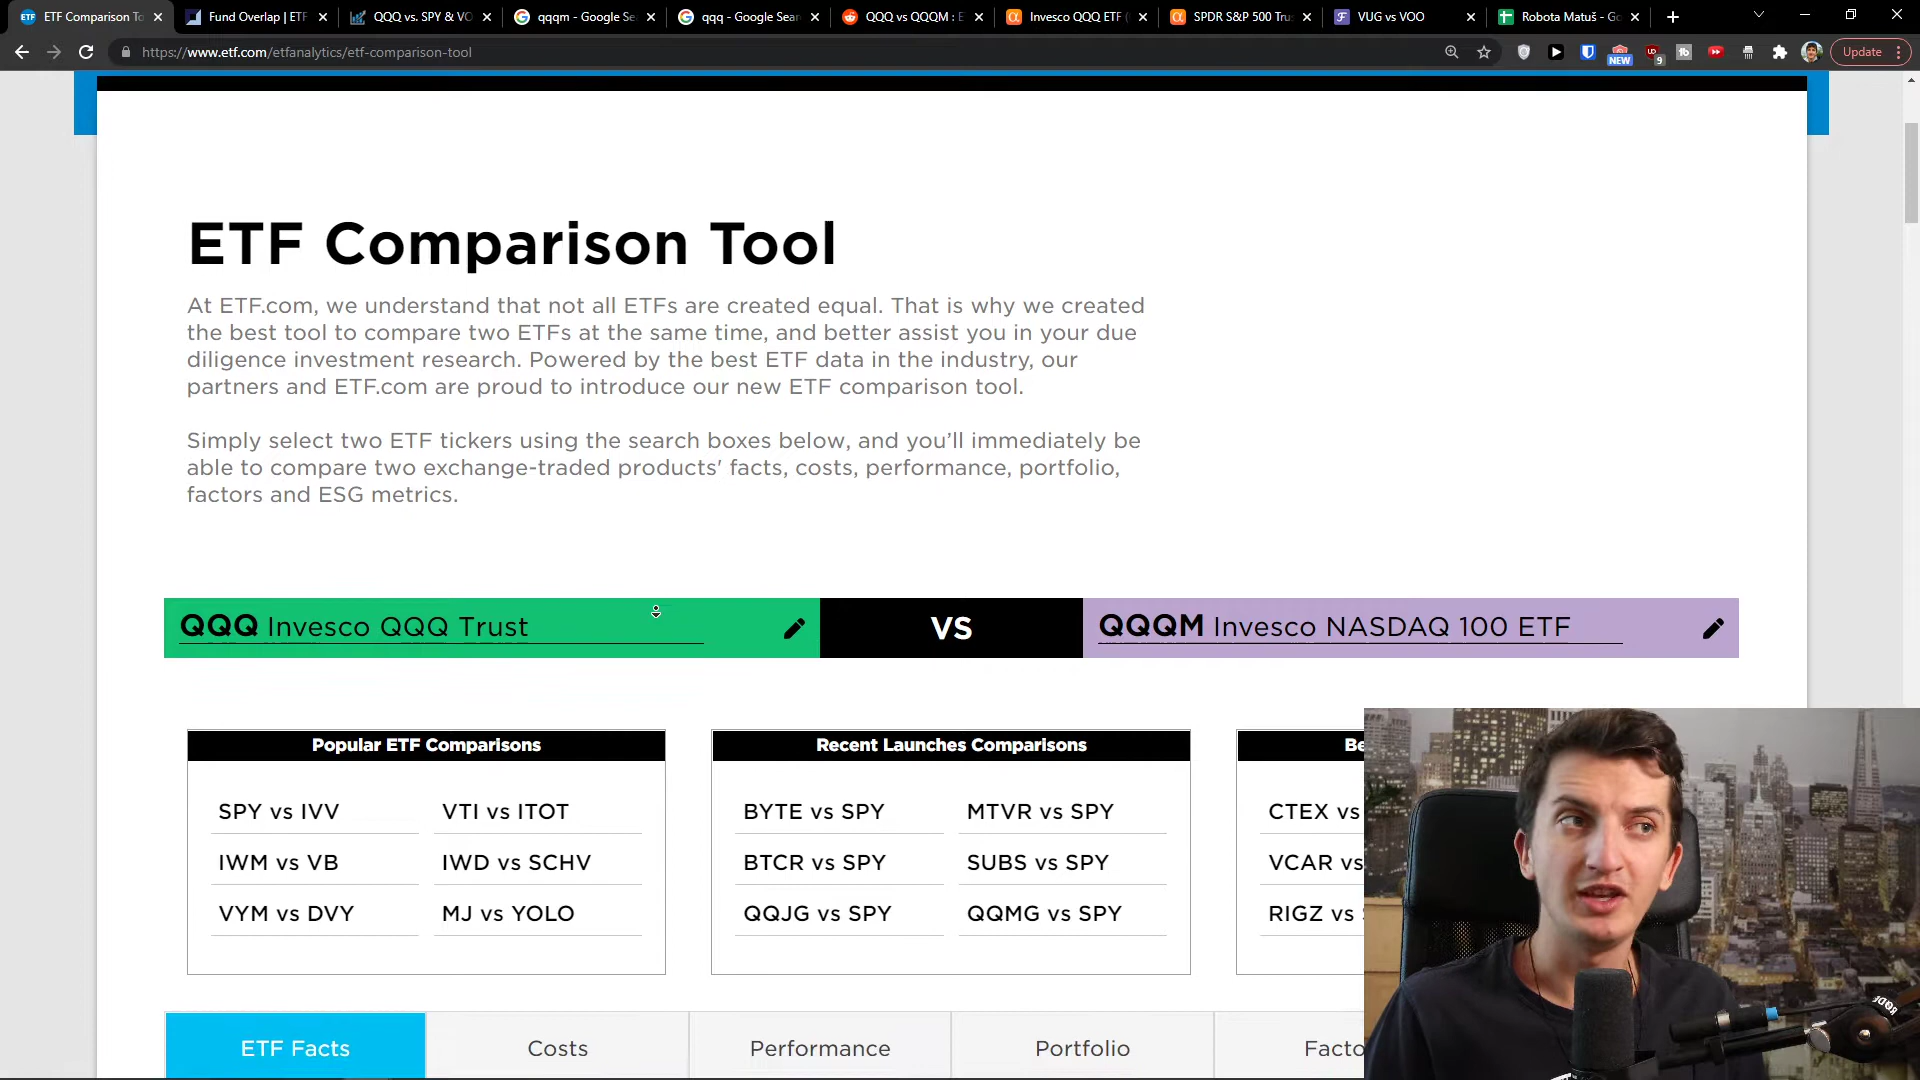 ETF Comparison To
Fund Overlap | ETF
QQQ vs. SPY & VO
qqqm - Google Se
qqq - Google Sear
QQQ vs QQQM : E
Invesco QQQ ETF (
SPDR S&P 500 Tru
VUG vs VOO
Robota Matuš - Go
https://www.etf.com/etfanalytics/etf-comparison-tool
NEW
9
Update
ETF Comparison Tool
At ETF.com, we understand that not all ETFs are created equal. That is why we created
the best tool to compare two ETFs at the same time, and better assist you in your due
diligence investment research. Powered by the best ETF data in the industry, our
partners and ETF.com are proud to introduce our new ETF comparison tool.
Simply select two ETF tickers using the search boxes below, and you’ll immediately be
able to compare two exchange-traded products' facts, costs, performance, portfolio,
factors and ESG metrics.
QQQ Invesco QQQ Trust
VS
QQQM Invesco NASDAQ 100 ETF
Popular ETF Comparisons
SPY vs IVV
VTI vs ITOT
IWM vs VB
IWD vs SCHV
VYM vs DVY
MJ vs YOLO
Recent Launches Comparisons
BYTE vs SPY
MTVR vs SPY
BTCR vs SPY
SUBS vs SPY
QQJG vs SPY
QQMG vs SPY
Be
CTEX vs
VCAR vs
RIGZ vs
ETF Facts
Costs
Performance
Portfolio
Facto